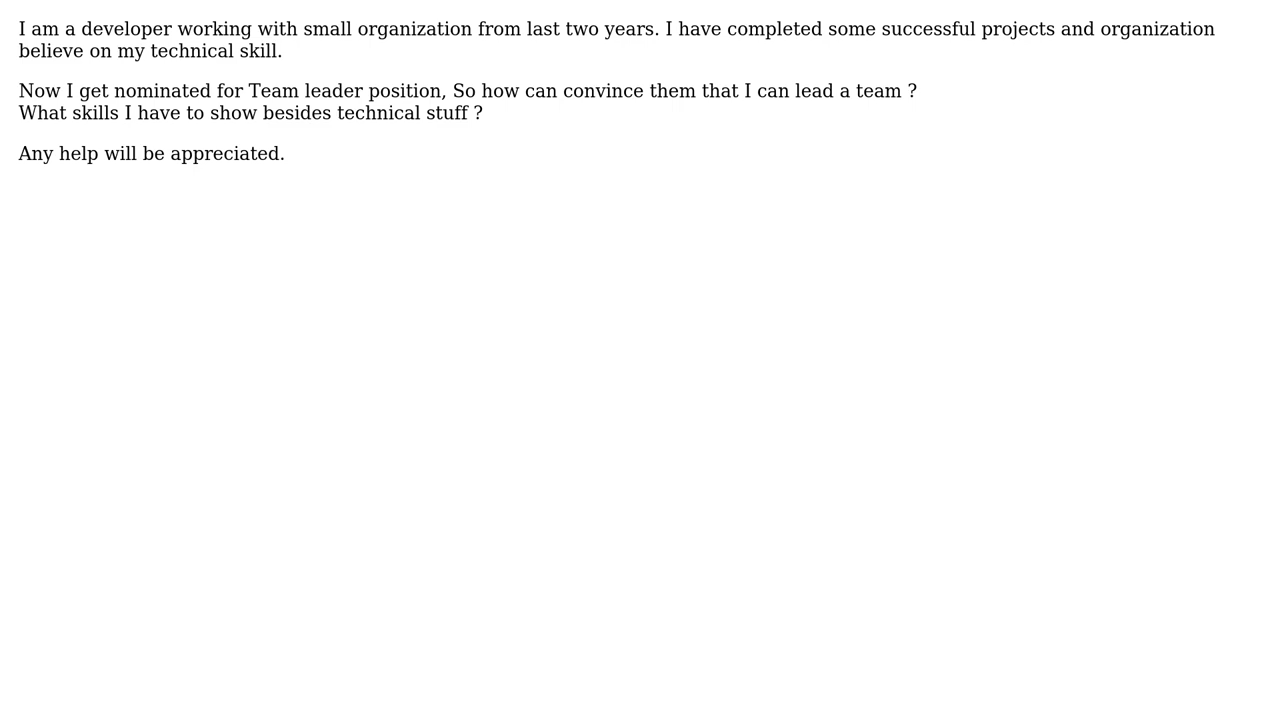 I am a developer working with small organization from last two years. I have completed some successful projects and organization
believe on my technical skill.
Now I get nominated for Team leader position, So how can convince them that I can lead a team ?
What skills I have to show besides technical stuff ?
Any help will be appreciated.